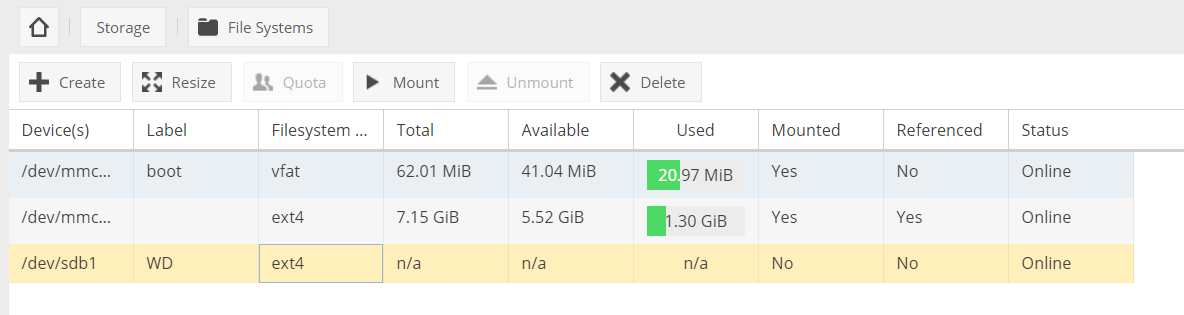 Storage File Systems
Create Resize Quota Mount Unmount Delete
Device(s) Label Filesystem ... Total Available Used Mounted Referenced Status
/dev/mmc... boot vfat 62.01 MiB 41.04 MiB 20.97 MiB Yes No Online
/dev/mmc... ext4 7.15 GiB 5.52 GiB 1.30 GiB Yes Yes Online
/dev/sdb1 WD ext4 n/a n/a n/a No No Online